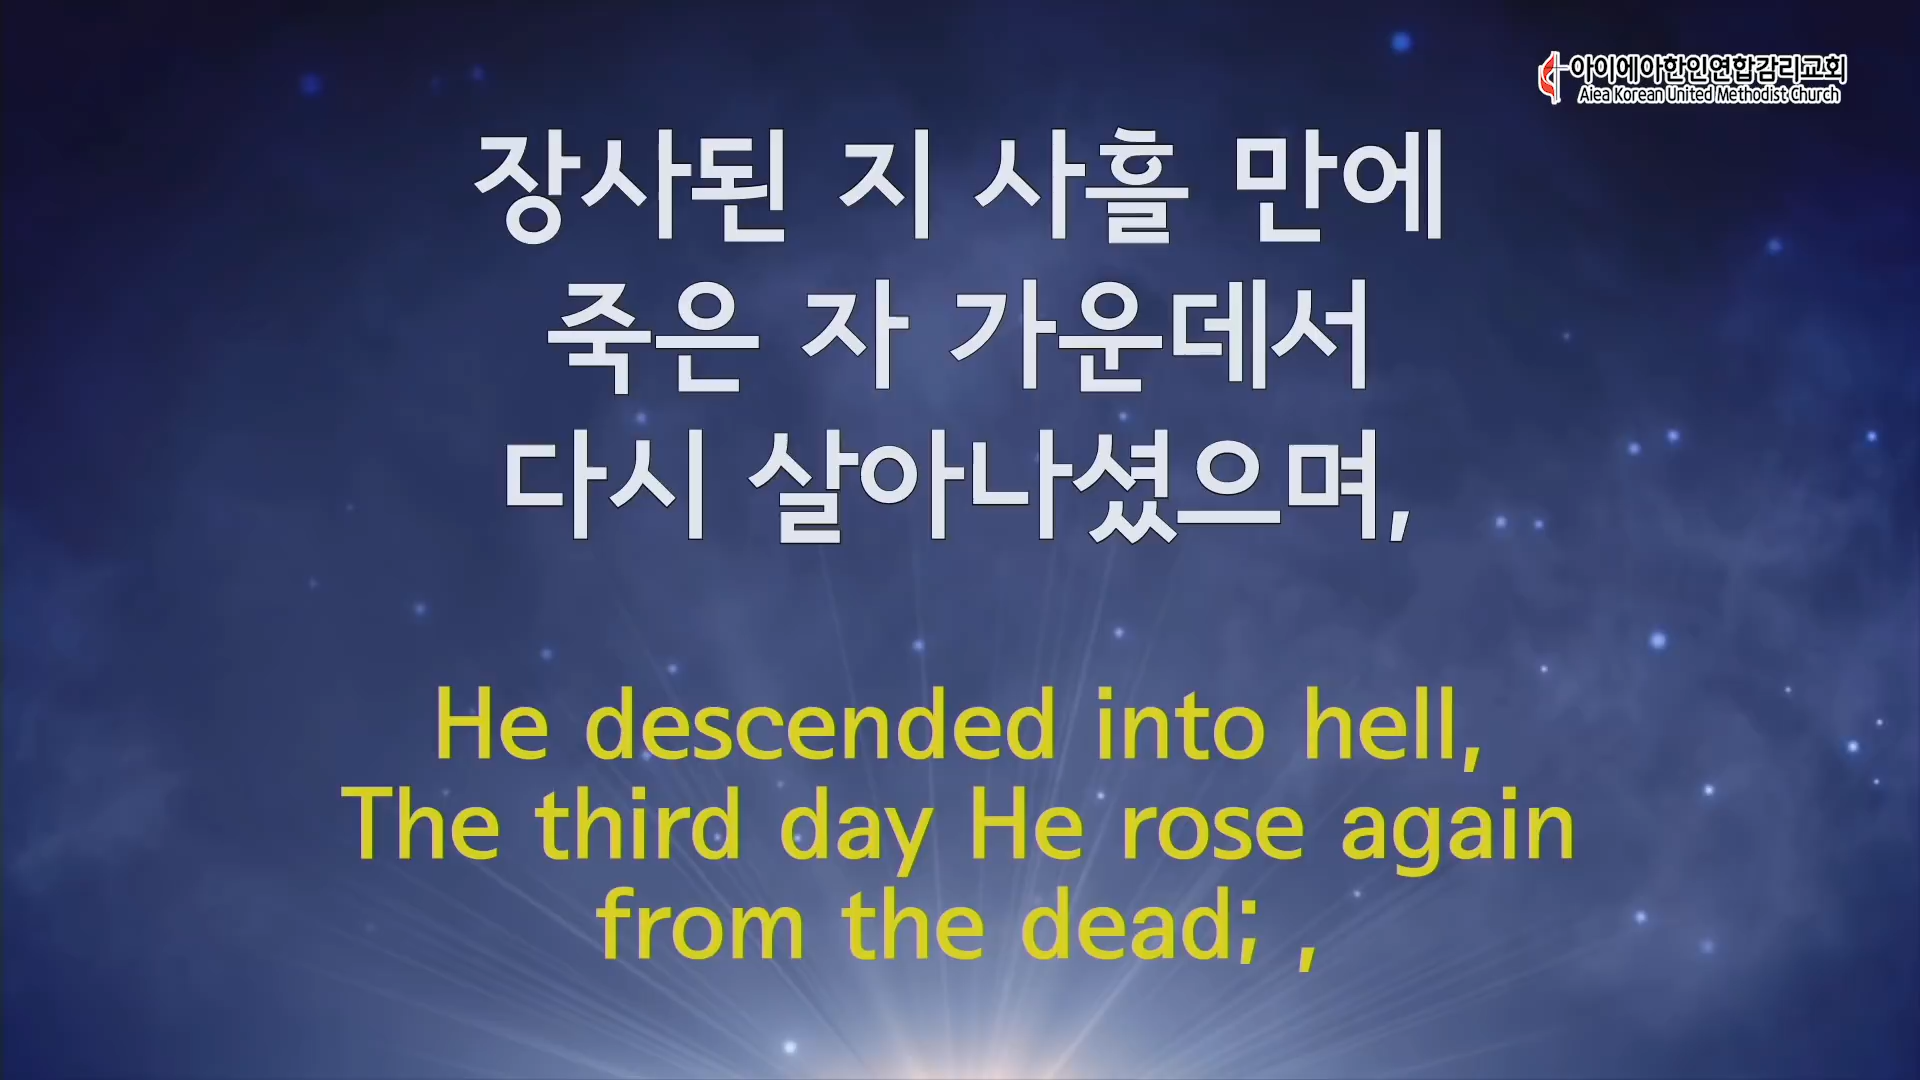 아이에아한인연합감리교회
Aiea Korean United Methodist Church
장사된 지 사흘 만에
죽은 자 가운데서
다시 살아나셨으며,
He descended into hell,
The third day He rose again
from the dead; ,